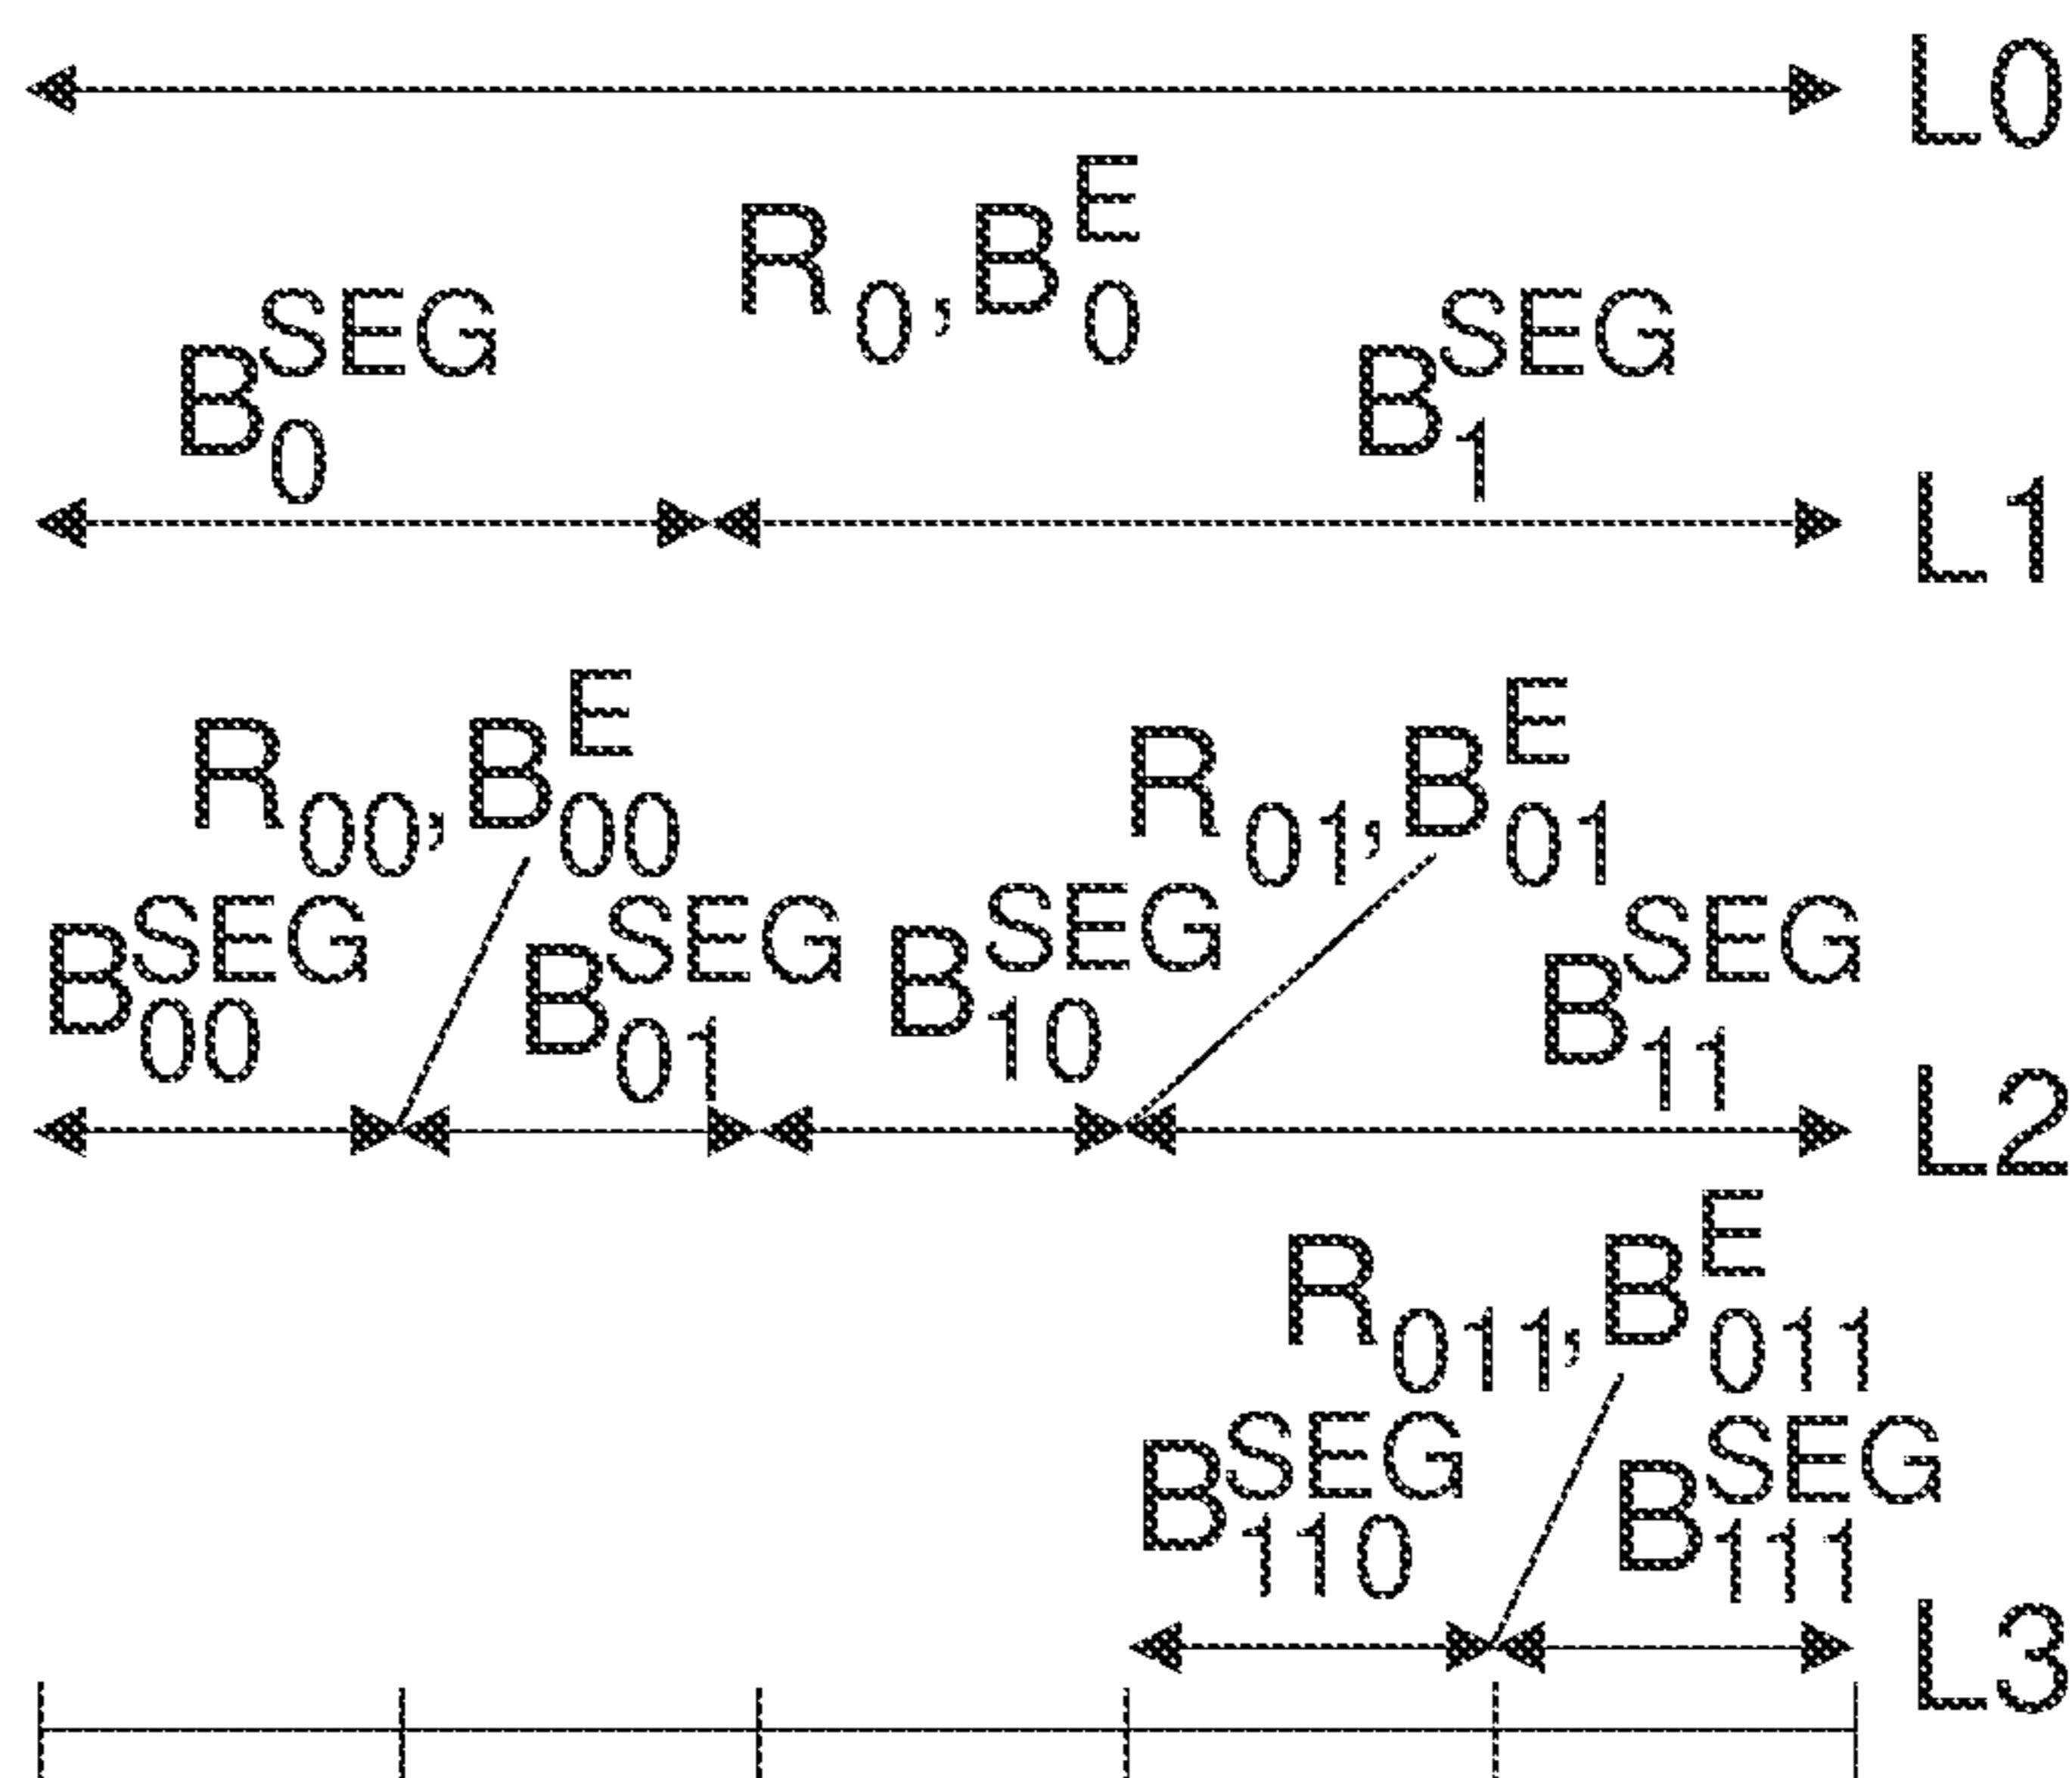 L0
R₀, B₀ᴱ
B₀ˢᴱᴳ B₁ˢᴱᴳ
L1
R₀₀, B₀₀ᴱ R₀₁, B₀₁ᴱ
B₀₀ˢᴱᴳ B₀₁ˢᴱᴳ B₁₀ˢᴱᴳ B₁₁ˢᴱᴳ
L2
R₀₁₁, B₀₁₁ᴱ
B₁₁₀ˢᴱᴳ B₁₁₁ˢᴱᴳ
L3